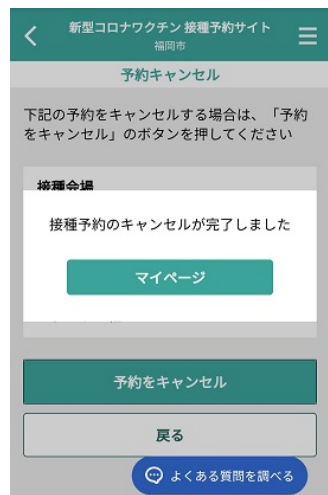 新型コロナワクチン 接種予約サイト
福岡市
予約キャンセル
下記の予約をキャンセルする場合は、「予約
をキャンセル」のボタンを押してください
接種会場
接種予約のキャンセルが完了しました
マイページ
予約をキャンセル
戻る
よくある質問を調べる